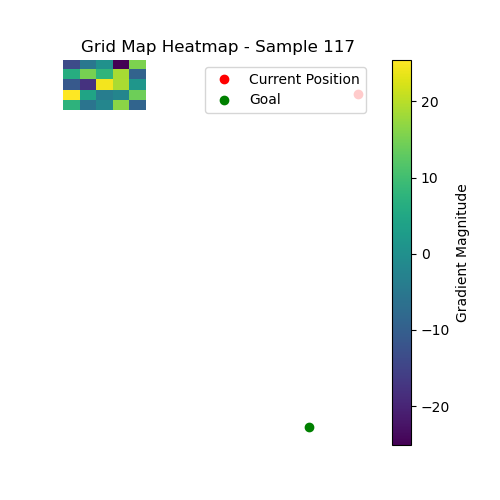 Grid Map Heatmap - Sample 117
Current Position
Goal
20
10
0
−10
−20
Gradient Magnitude